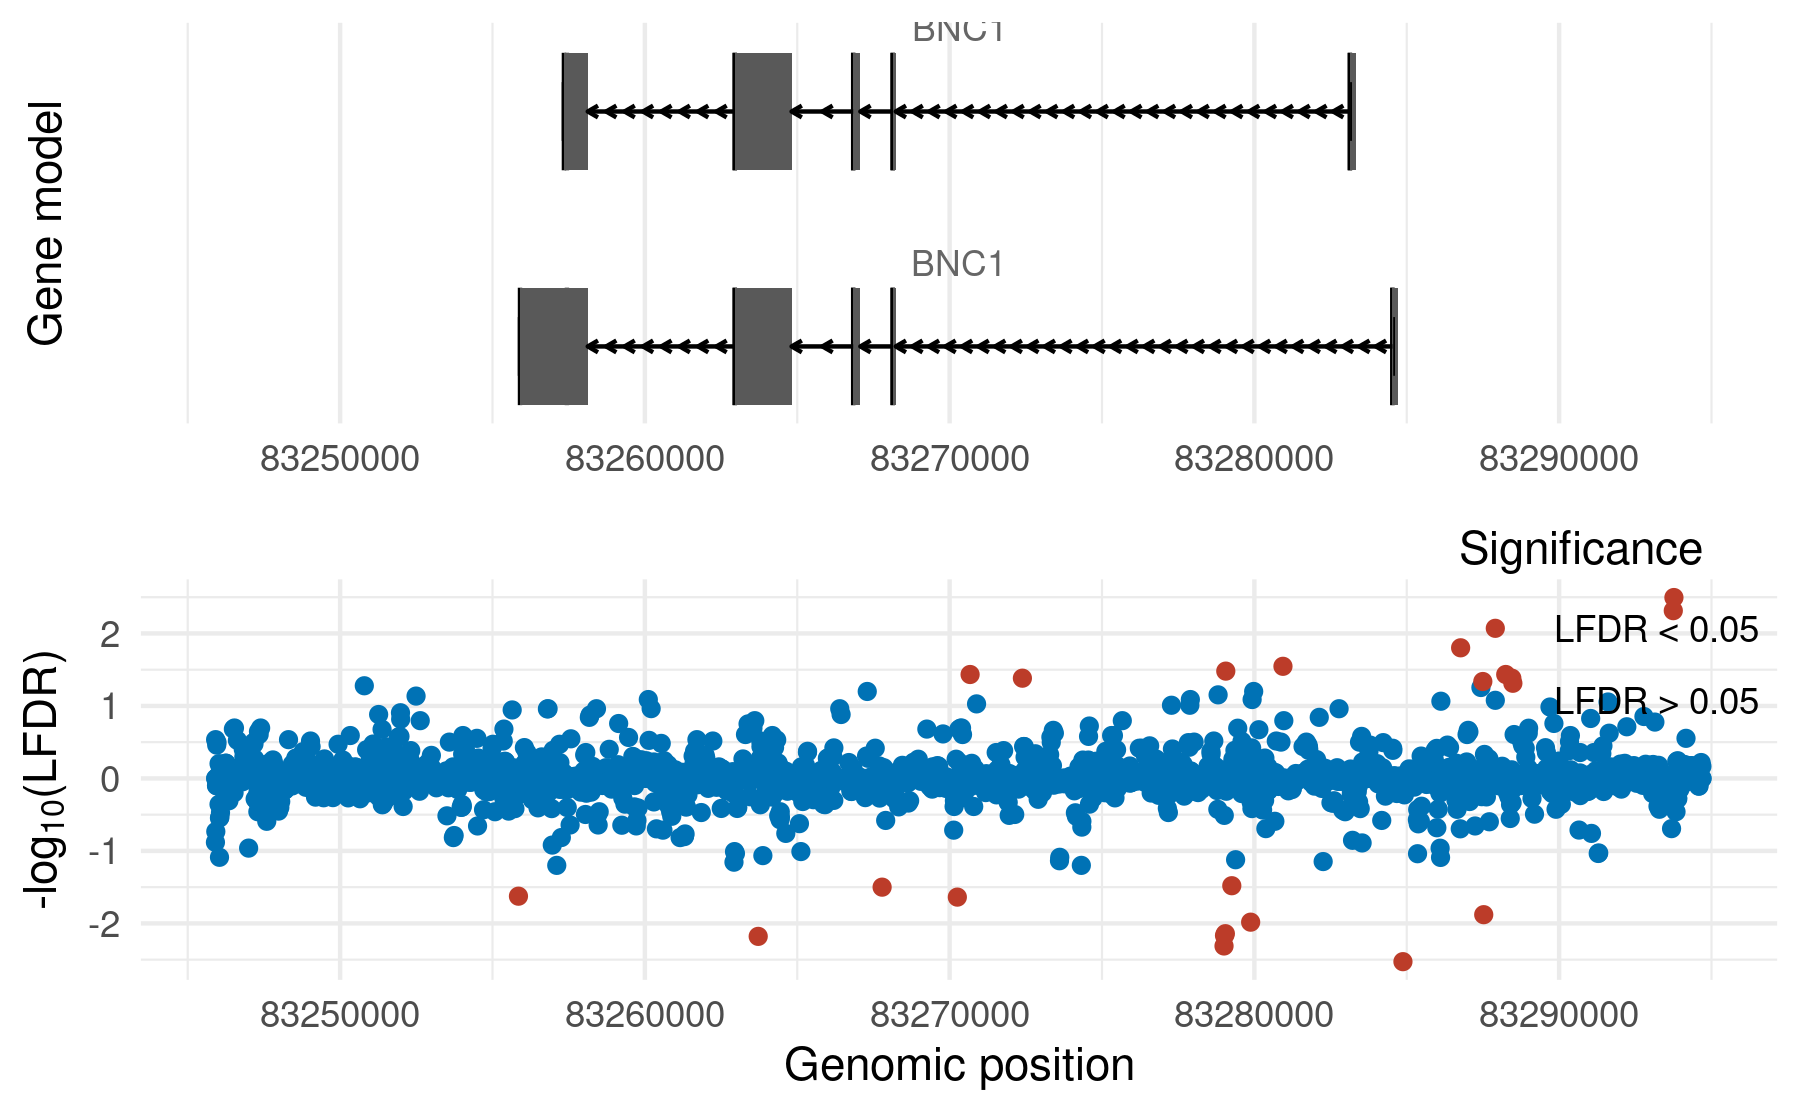 BNC1
Gene model
BNC1
83250000 83260000 83270000 83280000 83290000
Significance
LFDR < 0.05
LFDR > 0.05
-log10(LFDR)
2
1
0
-1
-2
83250000 83260000 83270000 83280000 83290000
Genomic position